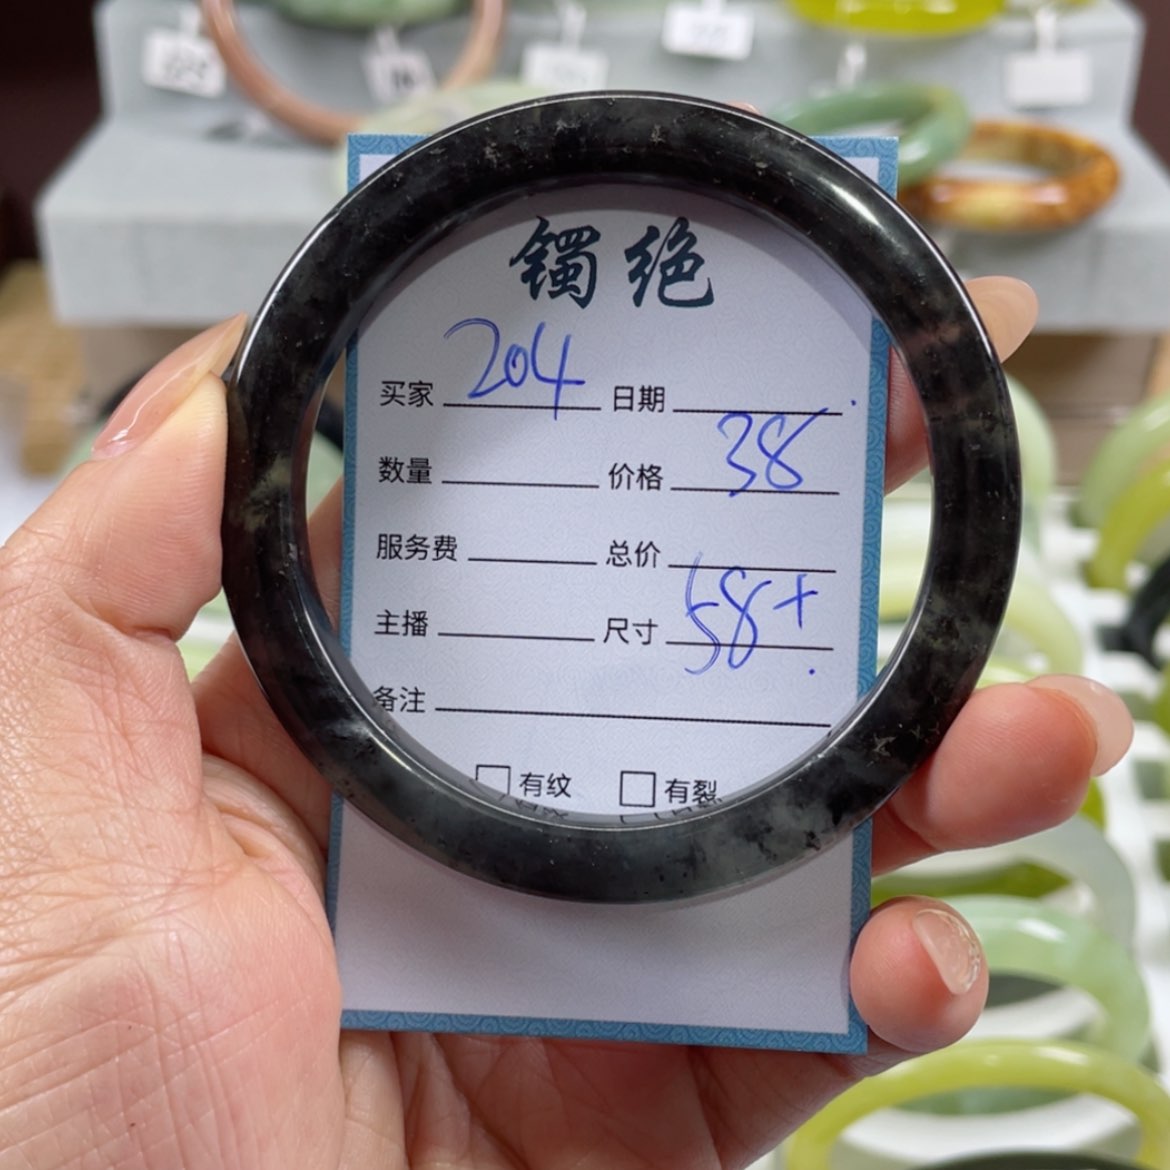 镯绝
买家 204 日期
数量 价格 38
服务费 总价
主播 尺寸 58+
备注
有纹 有裂